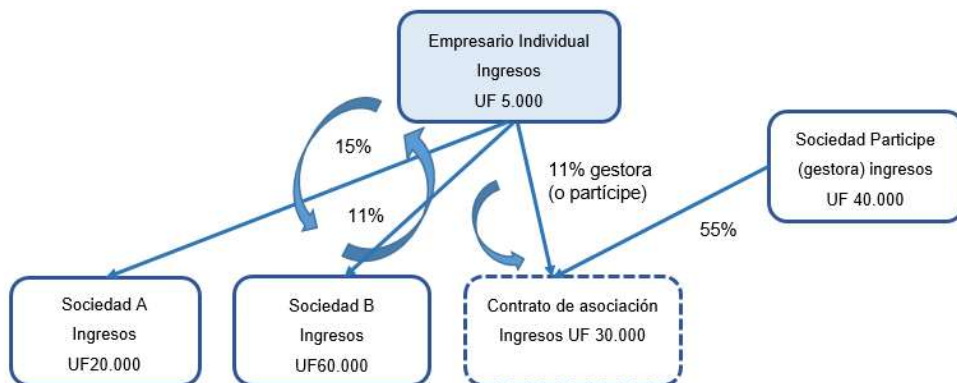 Empresario Individual
Ingresos
UF 5.000
15%
11%
11% gestora
(o partícipe)
Sociedad Participe
(gestora) ingresos
UF 40.000
55%
Sociedad A
Ingresos
UF20.000
Sociedad B
Ingresos
UF60.000
Contrato de asociación
Ingresos UF 30.000